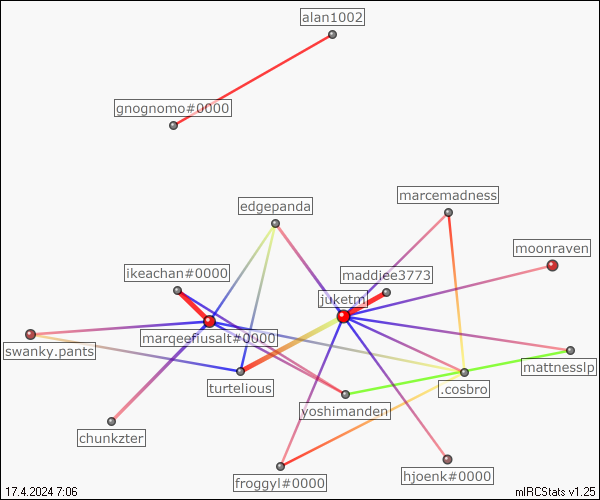 alan1002
gnognomo#0000
marcemadness
edgepanda
moonraven
ikeachan#0000
maddiee3773
juketm
marqeefiusalt#0000
swanky.pants
mattnesslp
turtelious
.cosbro
yoshimanden
chunkzter
hjoenk#0000
froggyl#0000
17.4.2024 7:06
mIRCStats v1.25